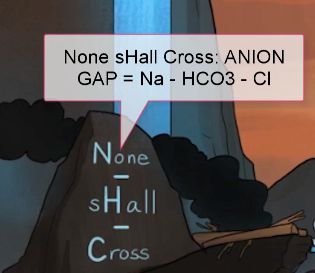 None sHall Cross: ANION
GAP = Na - HCO3 - Cl
None
–
sHall
–
Cross